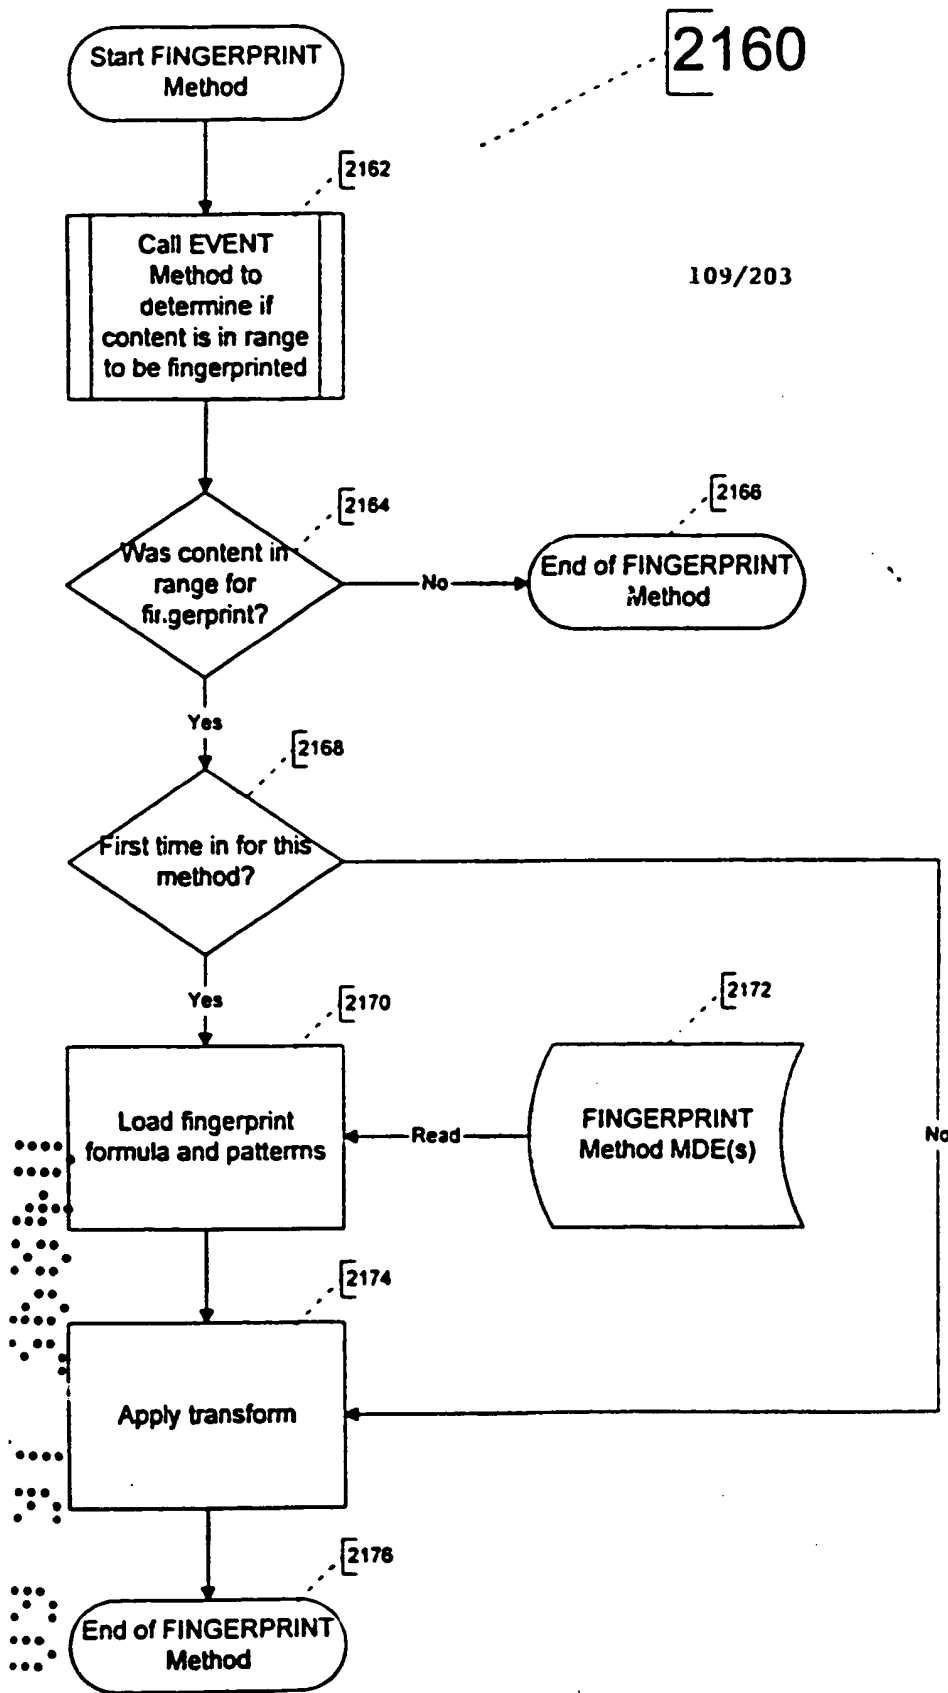 2160
Start FINGERPRINT
Method
2162
Call EVENT
Method to
determine if
content is in range
to be fingerprinted
109/203
2164
Was content in
range for
fingerprint?
No
2166
End of FINGERPRINT
Method
Yes
2168
First time in for this
method?
Yes
2170
Load fingerprint
formula and patterns
Read
2172
FINGERPRINT
Method MDE(s)
No
2174
Apply transform
2176
End of FINGERPRINT
Method